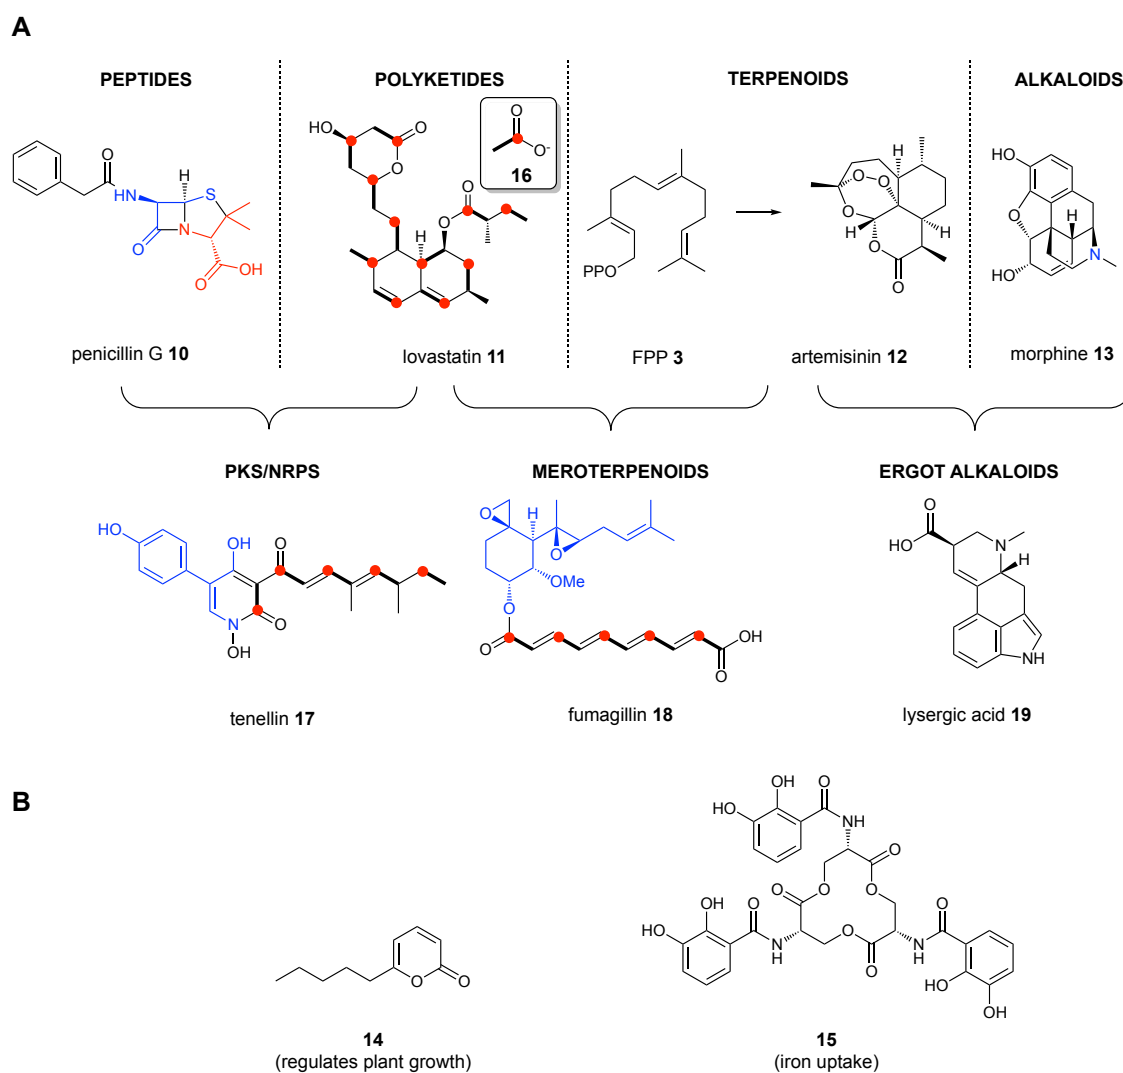 A
PEPTIDES
POLYKETIDES
TERPENOIDS
ALKALOIDS
O
HN
H
S
N
O
O
OH
HO
O
O
O
O
H
O
O-
16
PPO
H
O O
O
H
O
H
O
HO
O
H
HO
N
penicillin G 10
lovastatin 11
FPP 3
artemisinin 12
morphine 13
PKS/NRPS
MEROTERPENOIDS
ERGOT ALKALOIDS
HO
OH
O
N
O
OH
O
H
O
OMe
O
O
OH
O
O
HO
N
H
NH
tenellin 17
fumagillin 18
lysergic acid 19
B
OH
O
HO
NH
O
O
O
O
OH
O
HO
N
H
O
O
N
H
O
HO
OH
O
O
14
15
(regulates plant growth)
(iron uptake)